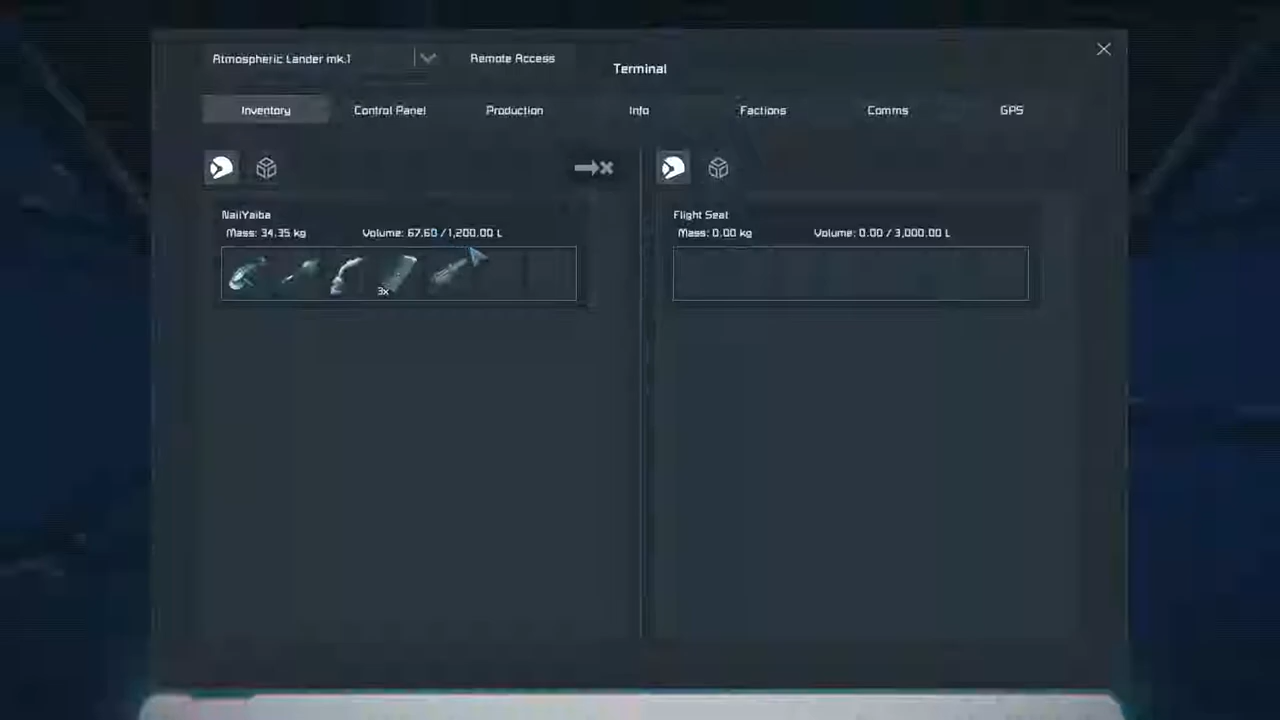 Atmospheric Lander mk.1
Remote Access
Terminal
Inventory
Control Panel
Production
Info
Factions
Comms
GPS
NaiiYaiba
Mass: 34.35 kg
Volume: 67.60 / 1,200.00 L
3x
Flight Seat
Mass: 0.00 kg
Volume: 0.00 / 3,000.00 L